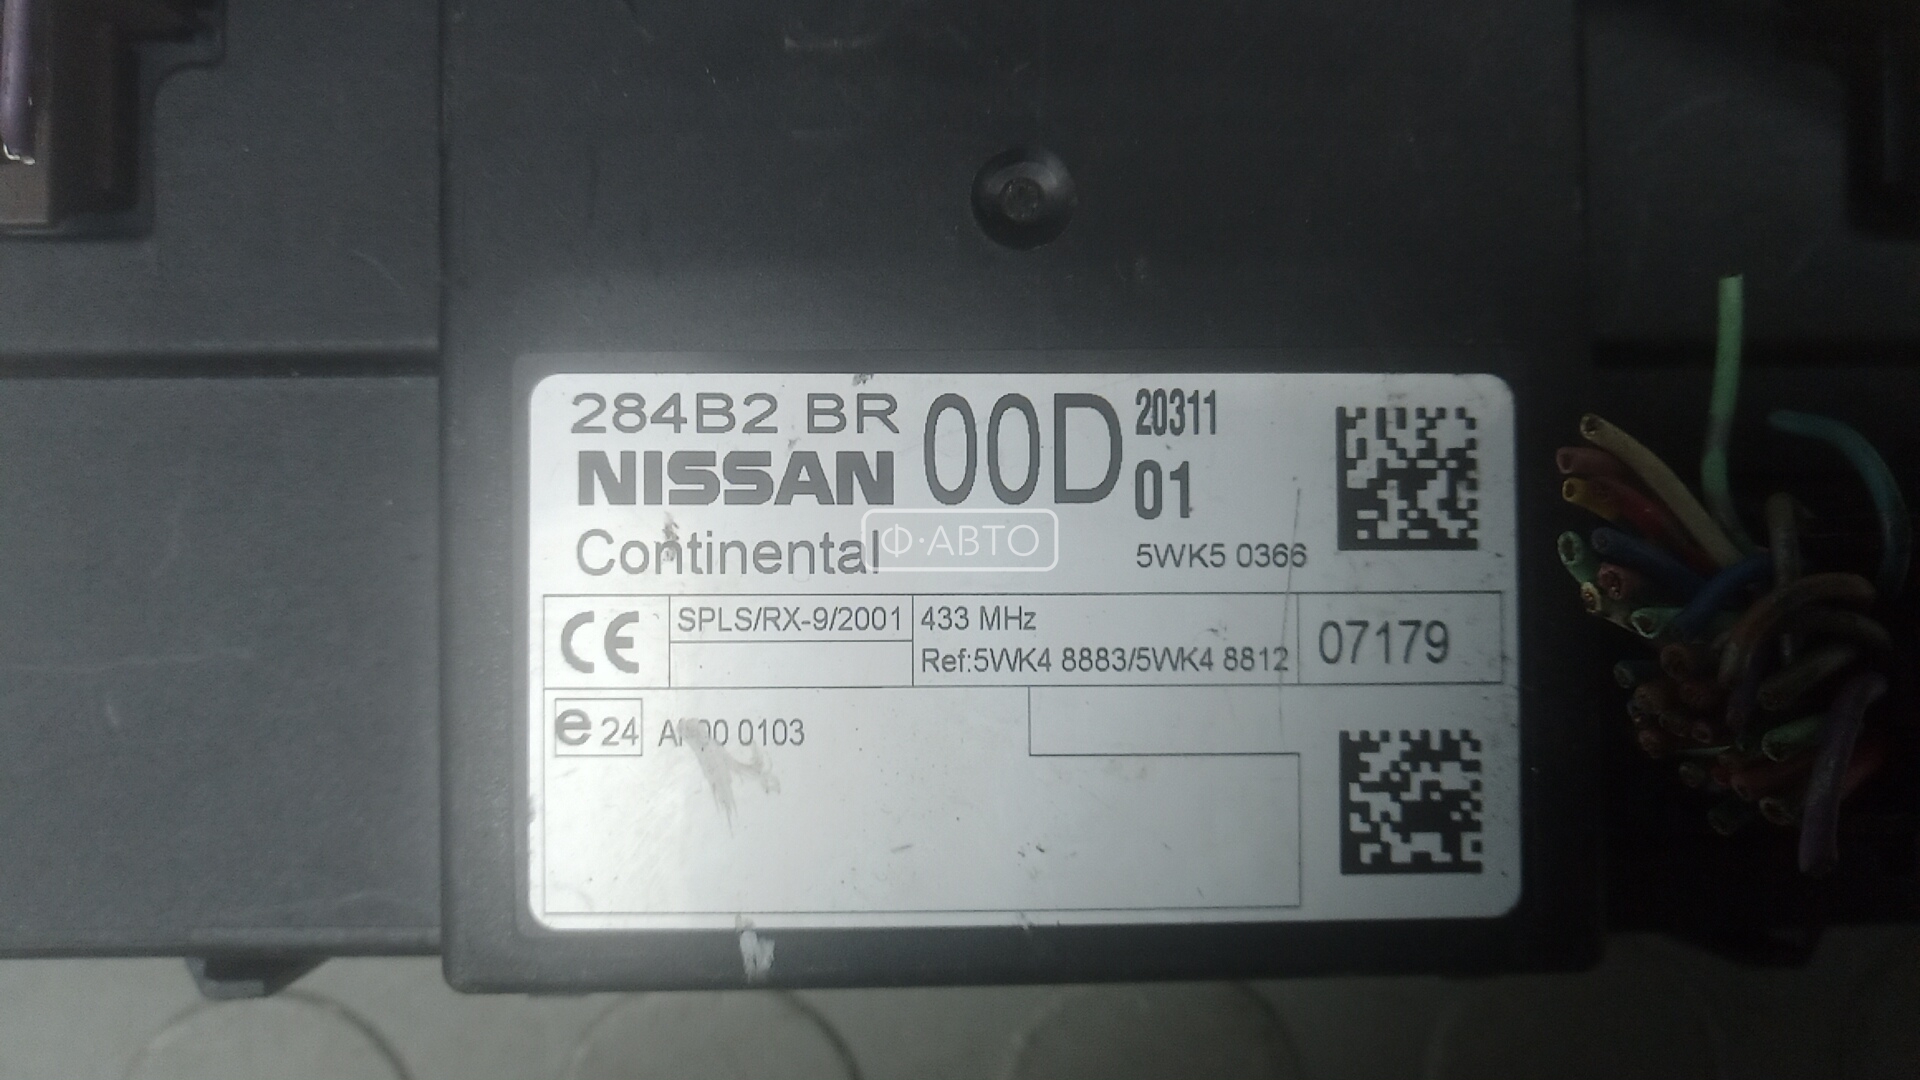 284B2 BR 00D 20311
NISSAN 01
Continental
Ф·АВТО
5WK5 0366
CE
SPLS/RX-9/2001
433 MHz
Ref:5WK4 8883/5WK4 8812
07179
e 24
0103